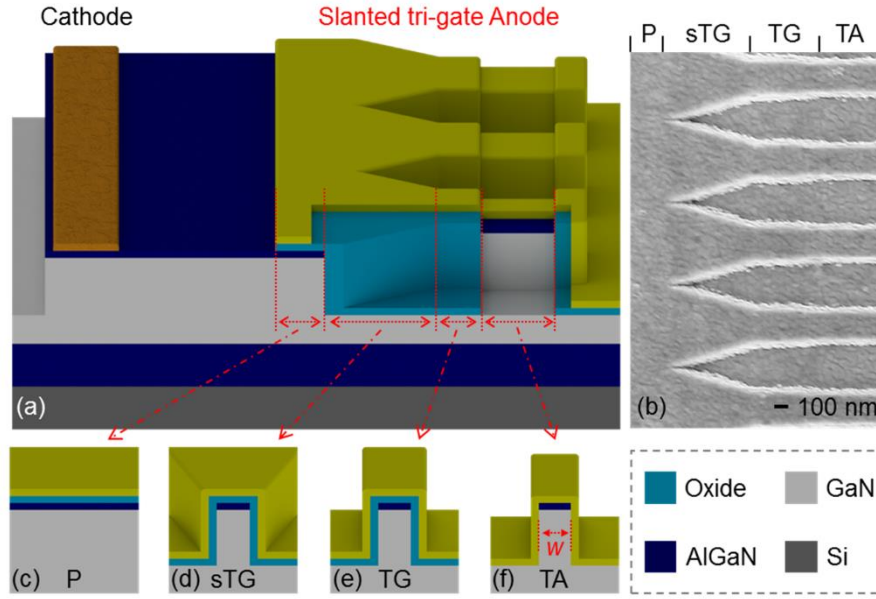 Cathode
Slanted tri-gate Anode
P sTG TG TA
(a)
(b)
100 nm
(c) P
(d) sTG
(e) TG
(f) TA
w
Oxide
GaN
AlGaN
Si